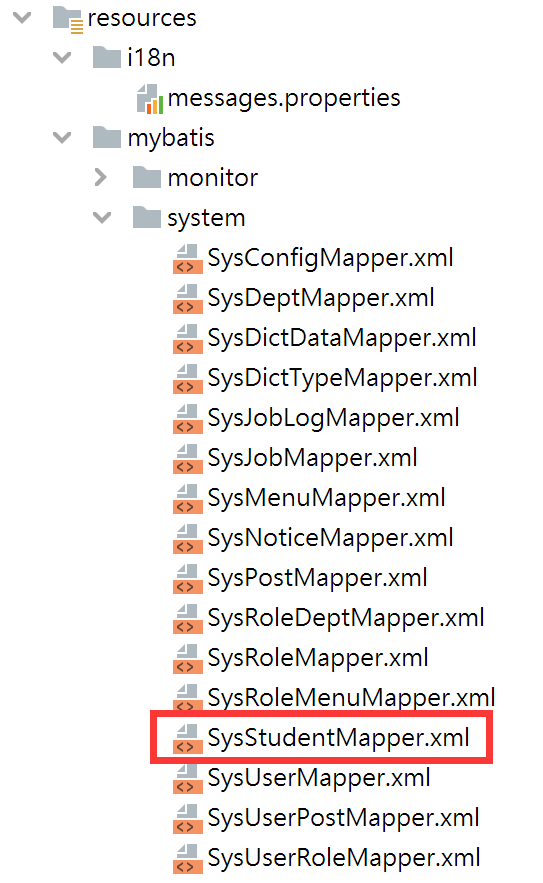 resources
i18n
messages.properties
mybatis
monitor
system
SysConfigMapper.xml
SysDeptMapper.xml
SysDictDataMapper.xml
SysDictTypeMapper.xml
SysJobLogMapper.xml
SysJobMapper.xml
SysMenuMapper.xml
SysNoticeMapper.xml
SysPostMapper.xml
SysRoleDeptMapper.xml
SysRoleMapper.xml
SysRoleMenuMapper.xml
SysStudentMapper.xml
SysUserMapper.xml
SysUserPostMapper.xml
SysUserRoleMapper.xml